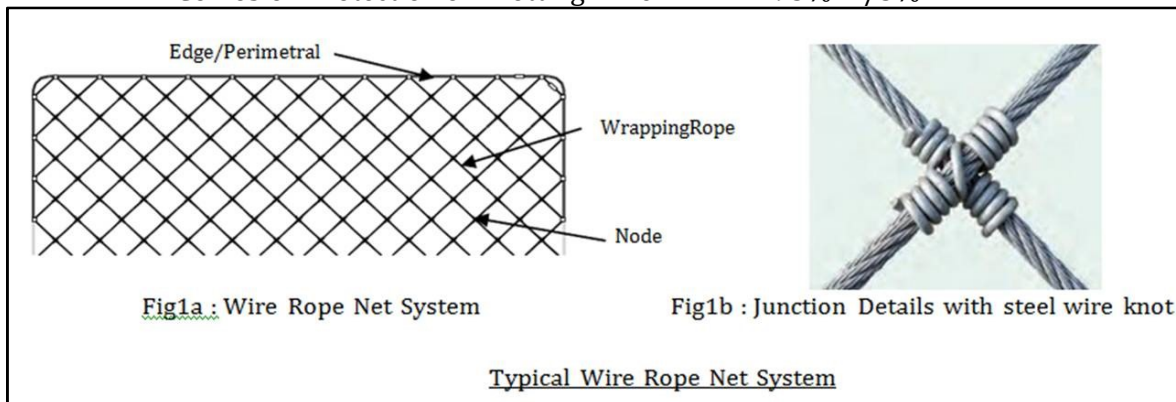 Edge/Perimetral
WrappingRope
Node
Fig1a : Wire Rope Net System
Fig1b : Junction Details with steel wire knot
Typical Wire Rope Net System